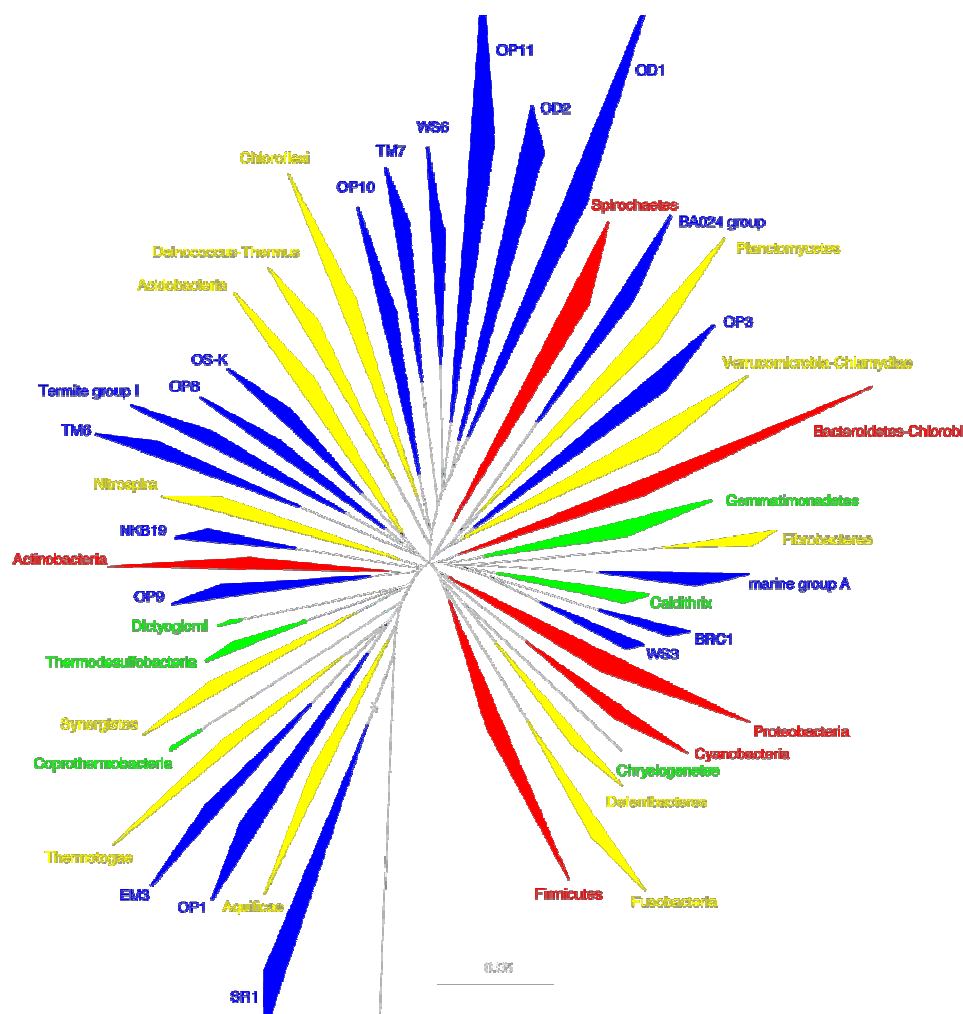 OP11
OD1
OD2
WS6
TM7
Chloroflexi
OP10
Spirochaetes
BA024 group
Planctomycetes
Deinococcus-Thermus
Acidobacteria
OP3
OS-K
Verrucomicrobia-Chlamydiae
OP8
Termite group I
TM6
Bacteroidetes-Chlorobi
Nitrospira
Gemmatimonadetes
NKB19
Fibrobacteres
Actinobacteria
marine group A
OP9
Caldithrix
Dictyoglomi
BRC1
WS3
Thermodesulfobacteria
Synergistes
Proteobacteria
Cyanobacteria
Coprothermobacteria
Chrysiogenetes
Deferribacteres
Thermotogae
EM3
OP1
Aquificae
Firmicutes
Fusobacteria
0.05
SR1